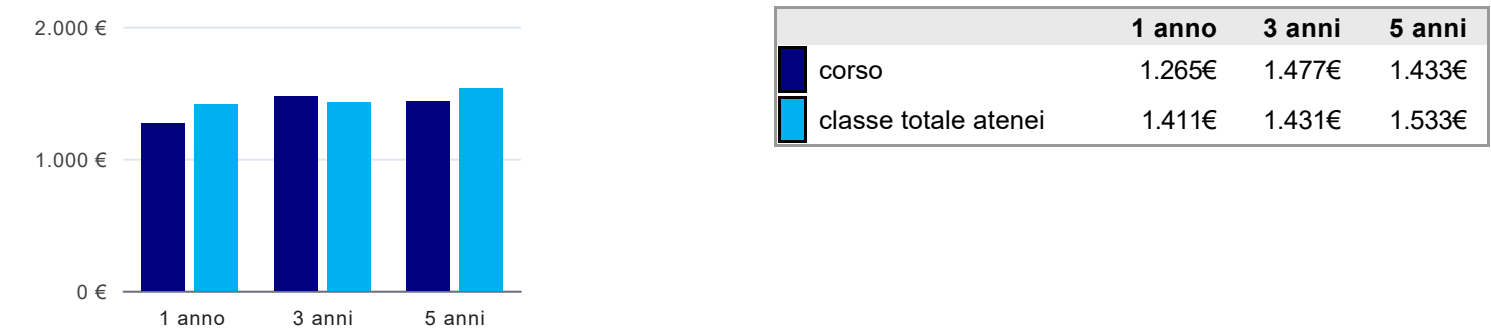 2.000 €
1.000 €
0 €
1 anno 3 anni 5 anni
1 anno 3 anni 5 anni
corso 1.265€ 1.477€ 1.433€
classe totale atenei 1.411€ 1.431€ 1.533€